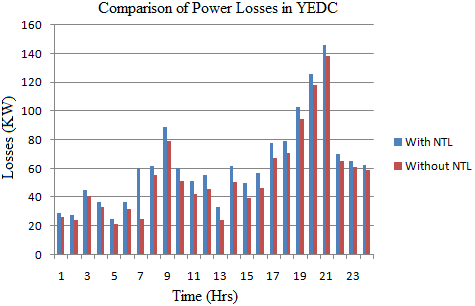 Comparison of Power Losses in YEDC
160
140
120
100
80
60
40
20
0
Losses (KW)
1 3 5 7 9 11 13 15 17 19 21 23
Time (Hrs)
With NTL
Without NTL